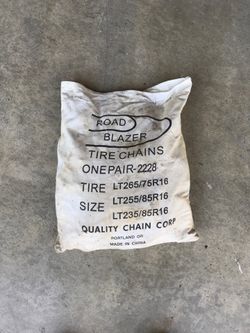 ROAD
BLAZER
TIRE CHAINS
ONE PAIR-2228
TIRE LT265/75R16
SIZE LT255/85R16
LT235/85R16
QUALITY CHAIN CORP
PORTLAND OR
MADE IN CHINA